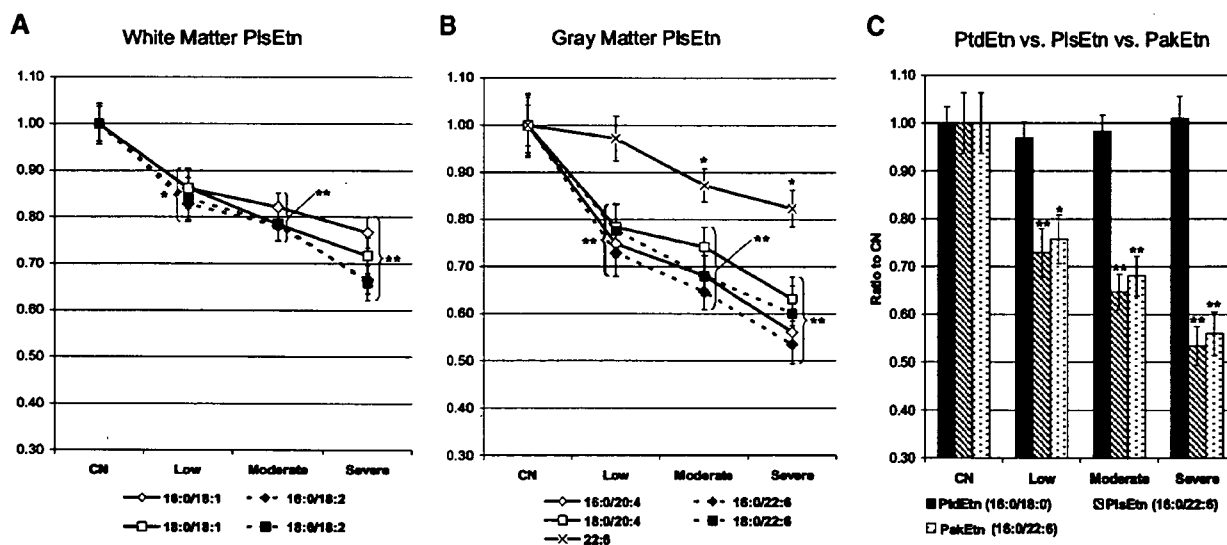 A
White Matter PlsEtn
1.10
1.00
0.90
0.80
0.70
0.60
0.50
0.40
0.30
*
**
**
CN
Low
Moderate
Severe
16:0/18:1
16:0/18:2
18:0/18:1
18:0/18:2
B
Gray Matter PlsEtn
1.10
1.00
0.90
0.80
0.70
0.60
0.50
0.40
0.30
*
*
**
**
**
CN
Low
Moderate
Severe
16:0/20:4
16:0/22:6
18:0/20:4
18:0/22:6
22:6
C
PtdEtn vs. PlsEtn vs. PakEtn
Ratio to CN
1.10
1.00
0.90
0.80
0.70
0.60
0.50
0.40
0.30
**
*
**
**
**
**
CN
Low
Moderate
Severe
PtdEtn (16:0/18:0)
PlsEtn (16:0/22:6)
PakEtn (16:0/22:6)